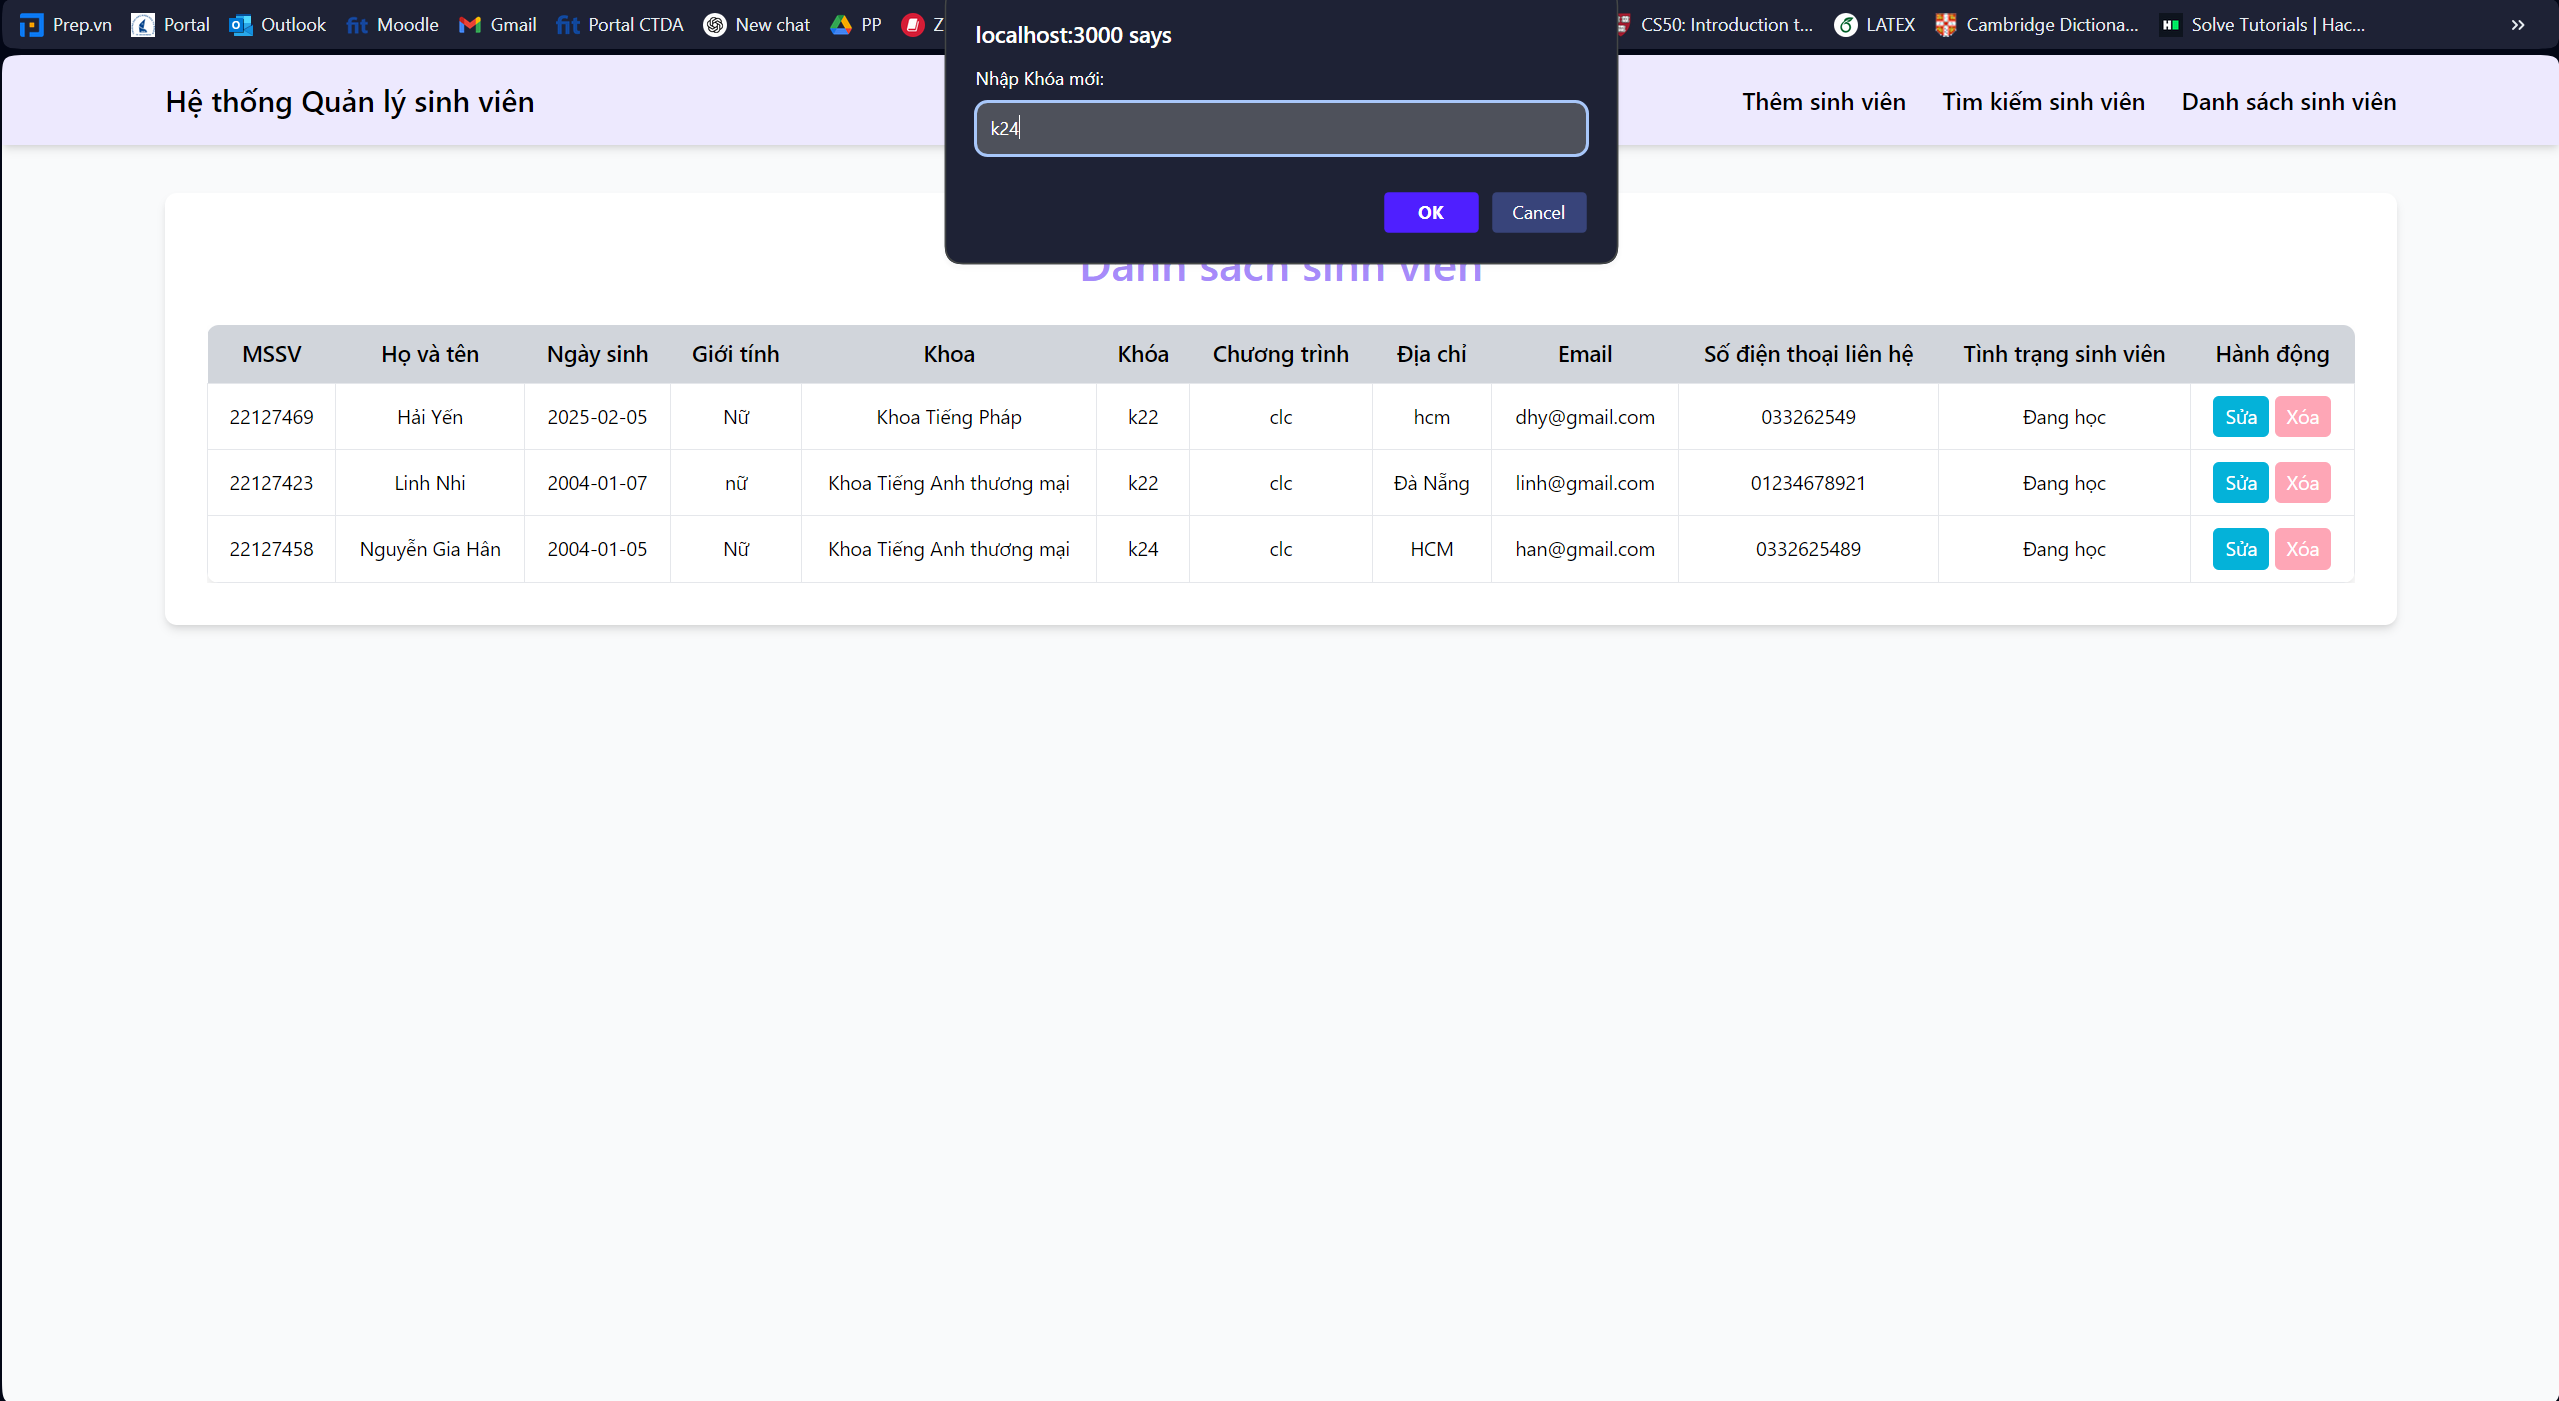 Prep.vn Portal Outlook fit Moodle Gmail fit Portal CTDA New chat PP Z CS50: Introduction t... LATEX Cambridge Dictiona... Solve Tutorials | Hac... »
localhost:3000 says
Nhập Khóa mới:
k24
OK Cancel
Hệ thống Quản lý sinh viên Thêm sinh viên Tìm kiếm sinh viên Danh sách sinh viên
Danh sách sinh viên
MSSV Họ và tên Ngày sinh Giới tính Khoa Khóa Chương trình Địa chỉ Email Số điện thoại liên hệ Tình trạng sinh viên Hành động
22127469 Hải Yến 2025-02-05 Nữ Khoa Tiếng Pháp k22 clc hcm dhy@gmail.com 033262549 Đang học Sửa Xóa
22127423 Linh Nhi 2004-01-07 nữ Khoa Tiếng Anh thương mại k22 clc Đà Nẵng linh@gmail.com 01234678921 Đang học Sửa Xóa
22127458 Nguyễn Gia Hân 2004-01-05 Nữ Khoa Tiếng Anh thương mại k24 clc HCM han@gmail.com 0332625489 Đang học Sửa Xóa